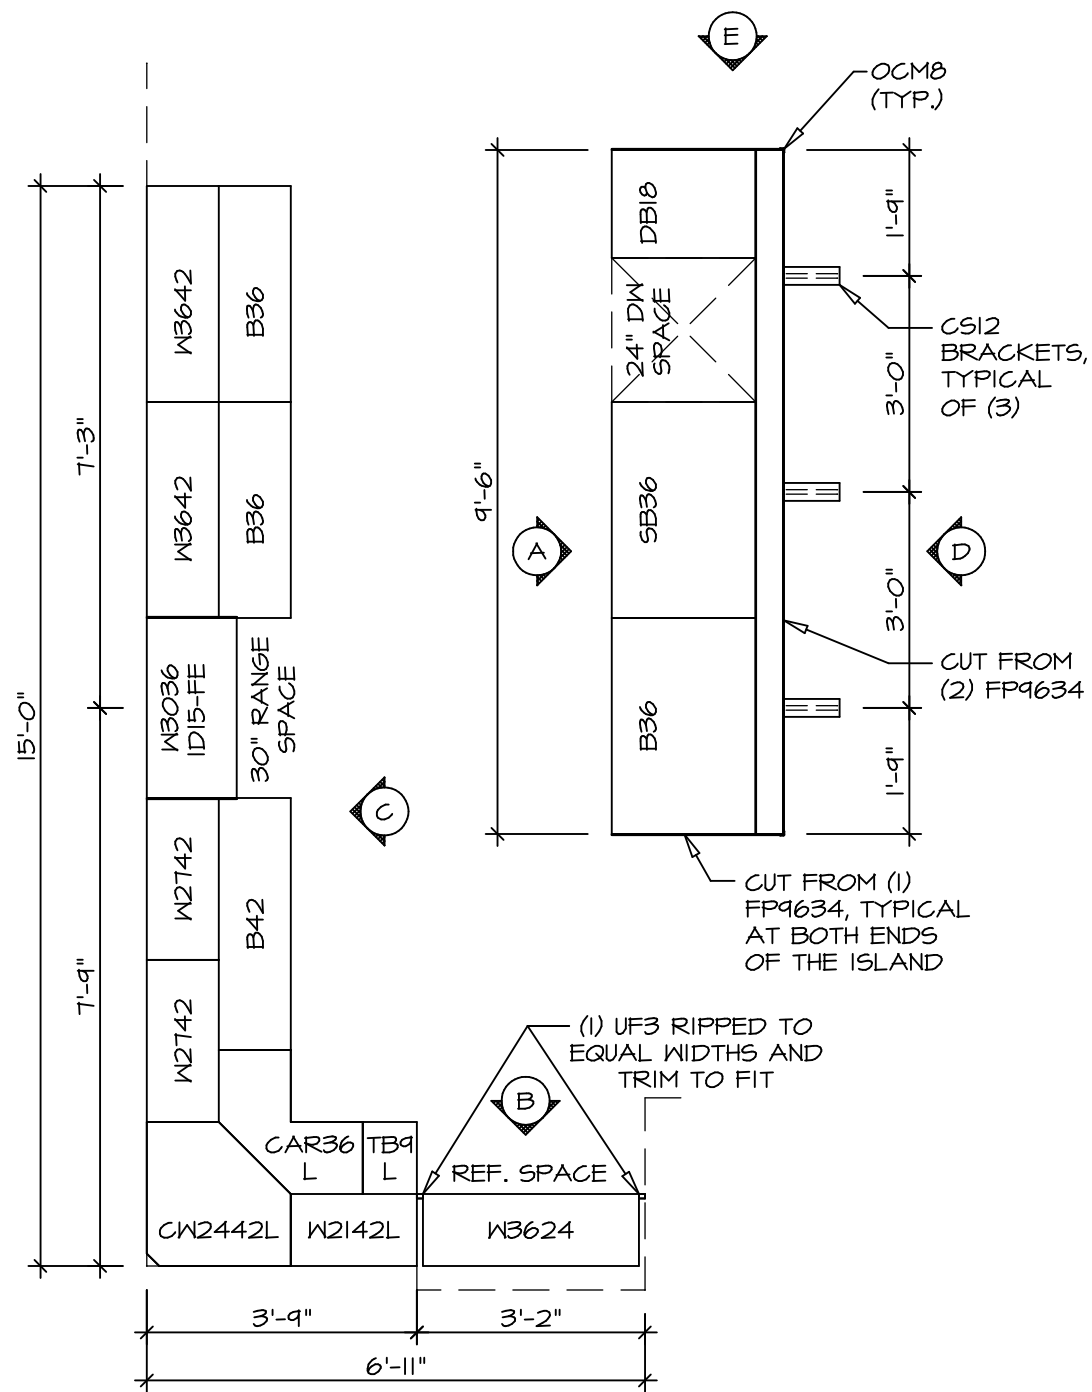 E
OCM8
(TYP.)
DB18
24" DW
SPACE
SB36
B36
9'-6"
A
D
1'-9"
3'-0"
3'-0"
1'-9"
CS12
BRACKETS,
TYPICAL
OF (3)
CUT FROM
(2) FP9634
CUT FROM (1)
FP9634, TYPICAL
AT BOTH ENDS
OF THE ISLAND
15'-0"
7'-3"
7'-9"
W3642
B36
W3642
B36
W3036
1D15-FE
30" RANGE
SPACE
C
W2742
B42
W2742
(1) UF3 RIPPED TO
EQUAL WIDTHS AND
TRIM TO FIT
B
CAR36
L
TB9
L
REF. SPACE
CW2442L
W2142L
W3624
3'-9"
3'-2"
6'-11"